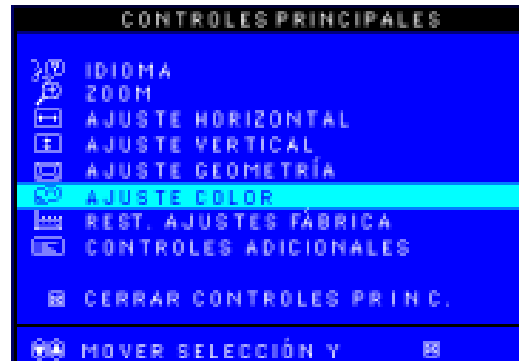 CONTROLES PRINCIPALES
IDIOMA
ZOOM
AJUSTE HORIZONTAL
AJUSTE VERTICAL
AJUSTE GEOMETRÍA
AJUSTE COLOR
REST. AJUSTES FÁBRICA
CONTROLES ADICIONALES
CERRAR CONTROLES PRINC.
MOVER SELECCIÓN Y